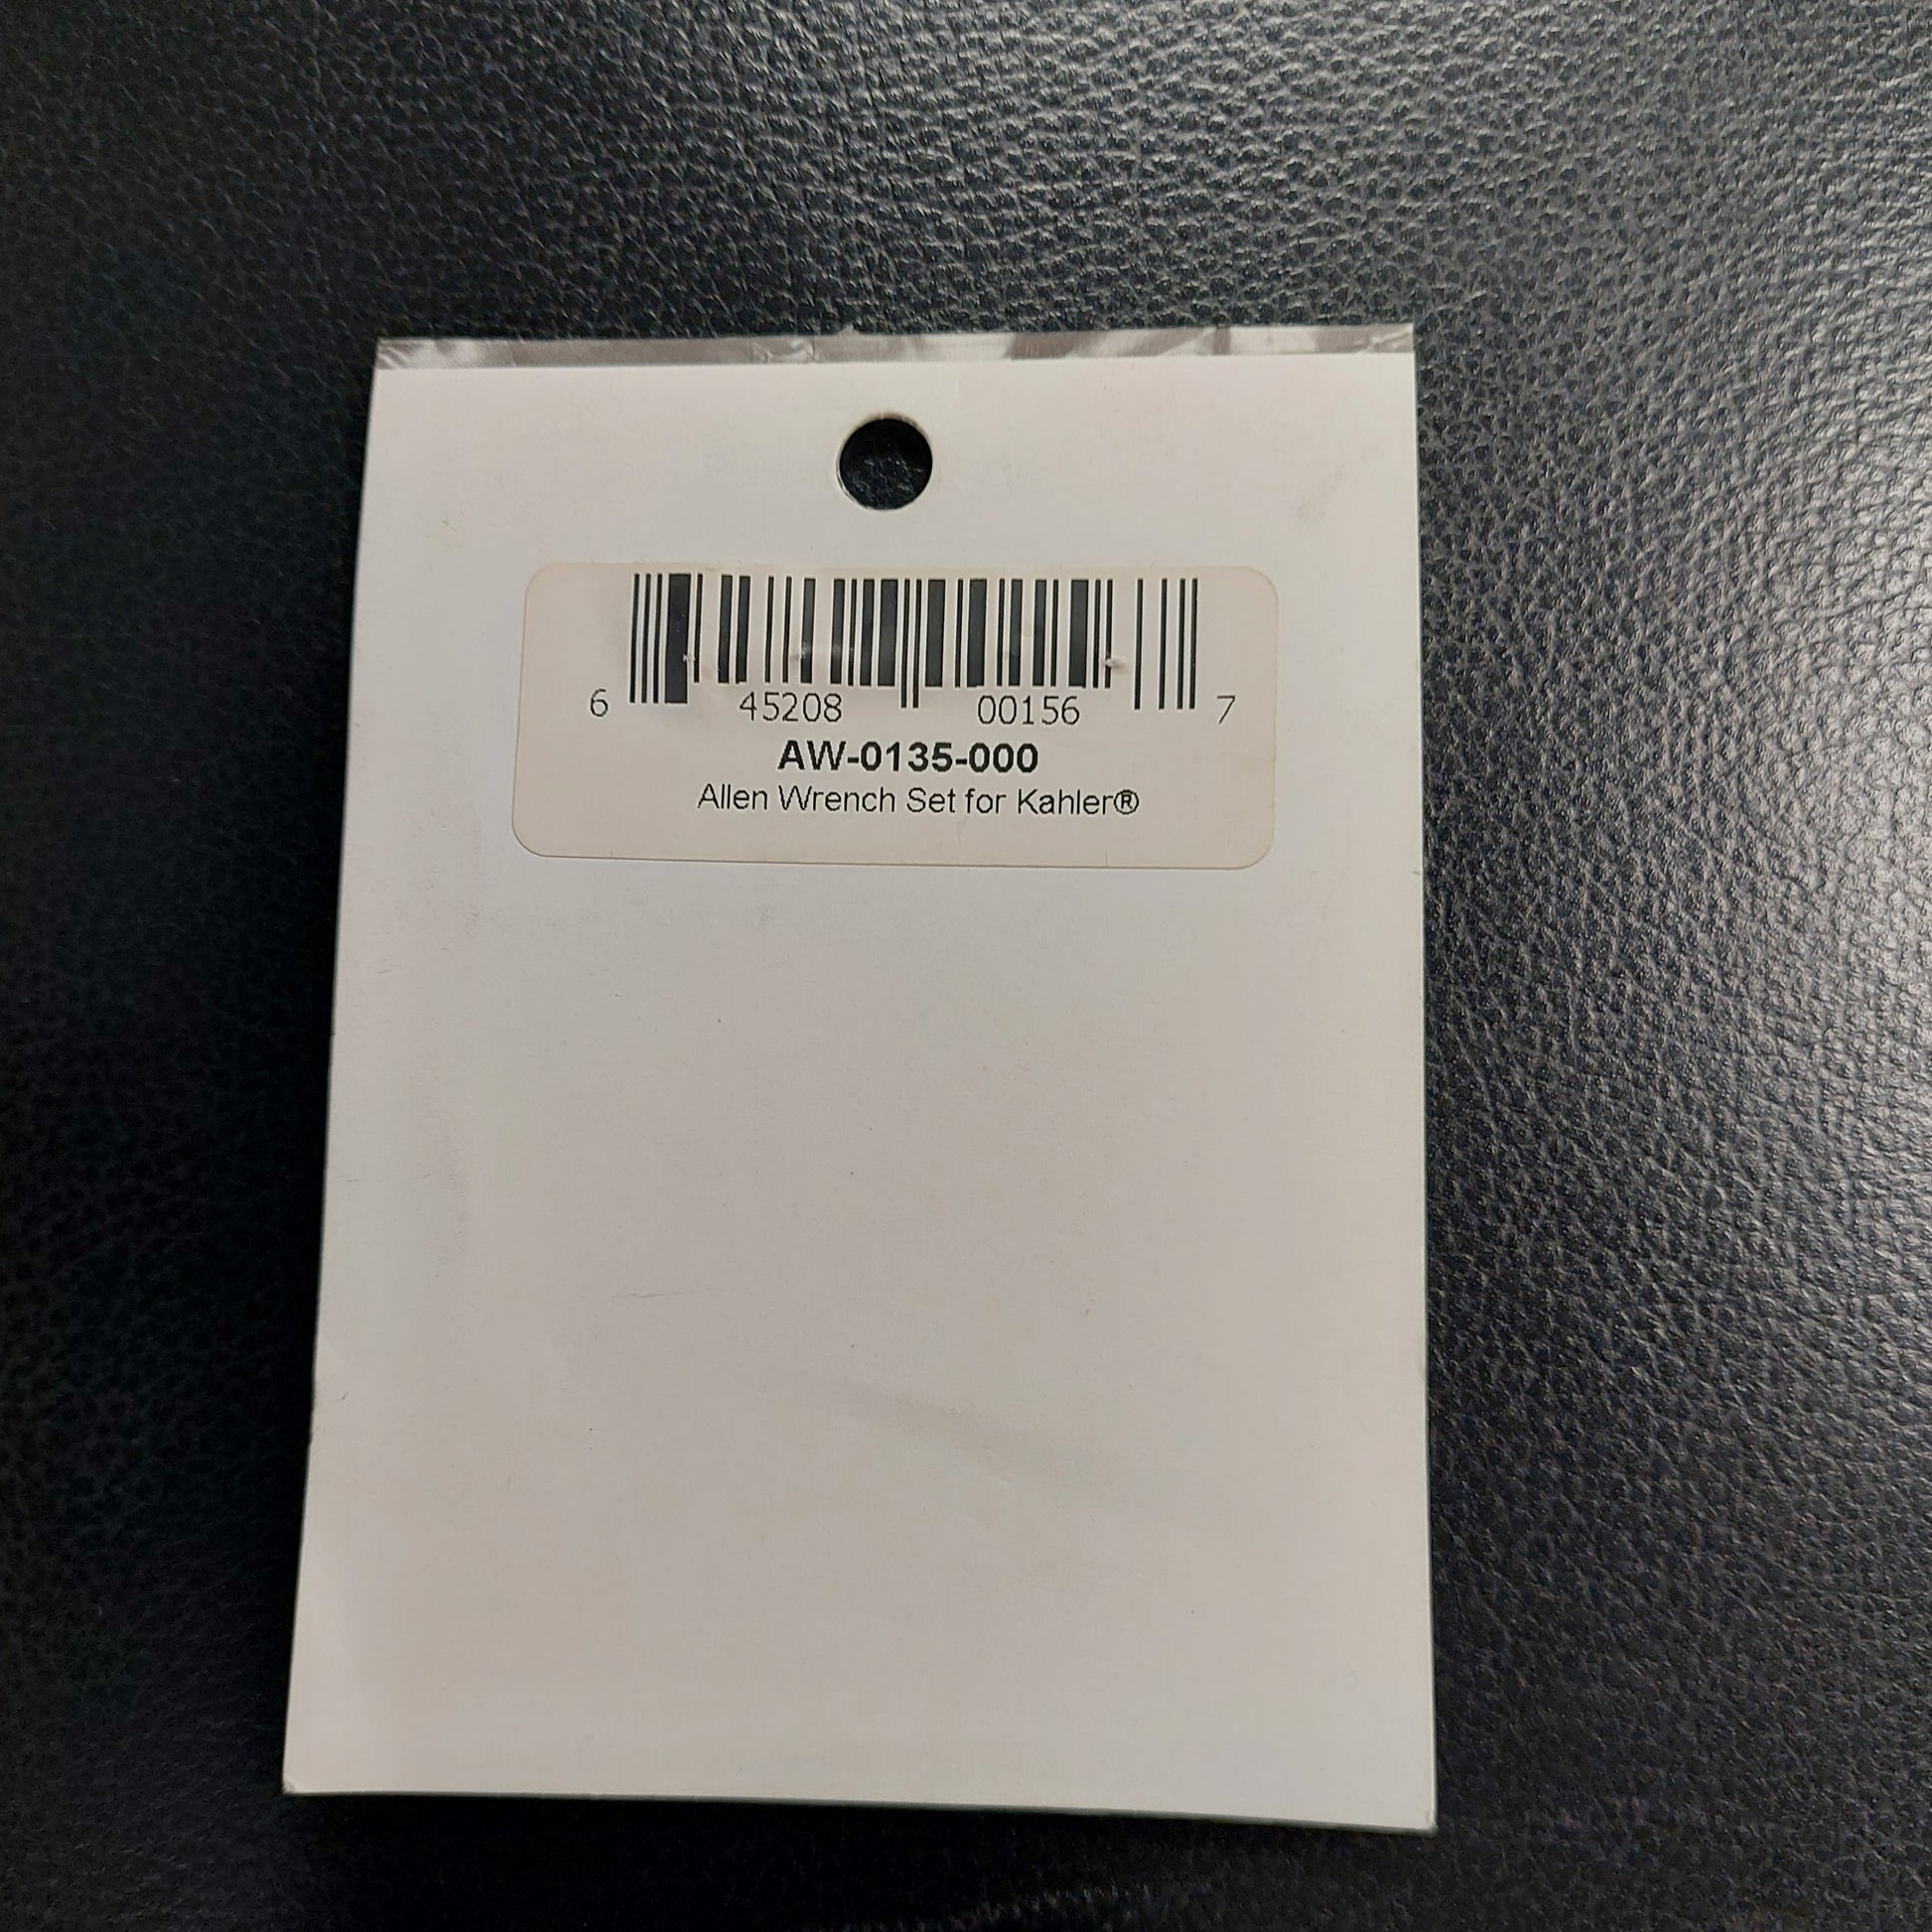 6 45208 00156 7
AW-0135-000
Allen Wrench Set for Kahler®